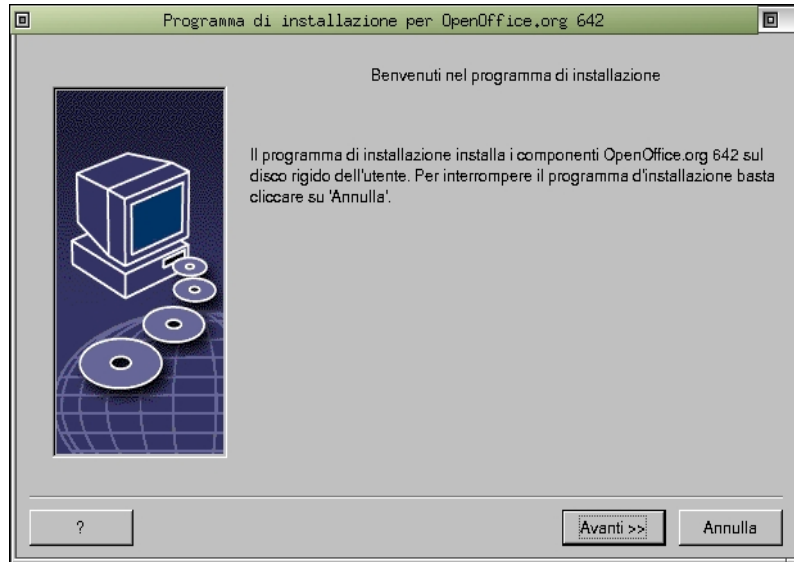 Programma di installazione per OpenOffice.org 642
Benvenuti nel programma di installazione
Il programma di installazione installa i componenti OpenOffice.org 642 sul
disco rigido dell'utente. Per interrompere il programma d'installazione basta
cliccare su 'Annulla'.
?
Avanti >>
Annulla